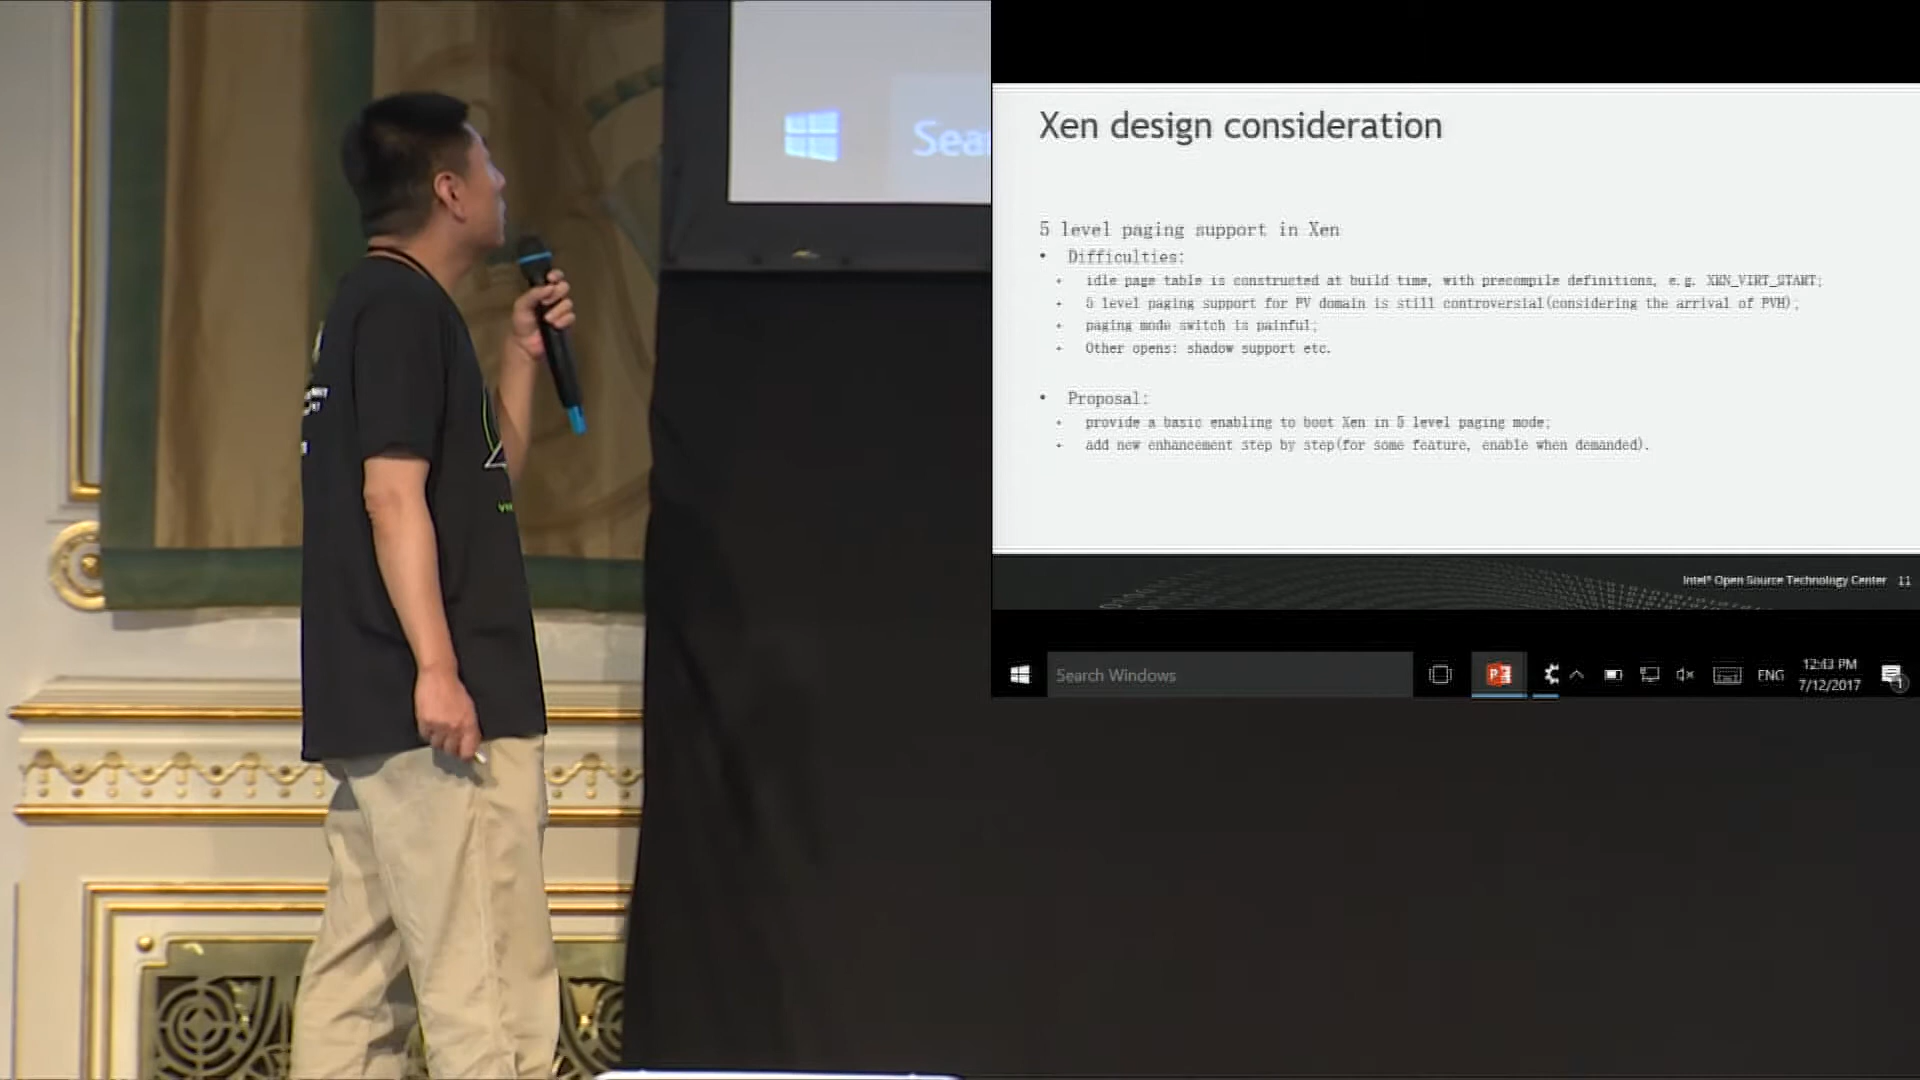 Sea
Xen design consideration
5 level paging support in Xen
• Difficulties:
• idle page table is constructed at build time, with precompile definitions, e.g. XEN_VIRT_START;
• 5 level paging support for PV domain is still controversial(considering the arrival of PVH);
• paging mode switch is painful;
• Other opens: shadow support etc.
• Proposal:
• provide a basic enabling to boot Xen in 5 level paging mode;
• add new enhancement step by step(for some feature, enable when demanded).
Intel® Open Source Technology Center 11
Search Windows
ENG
12:43 PM
7/12/2017
1